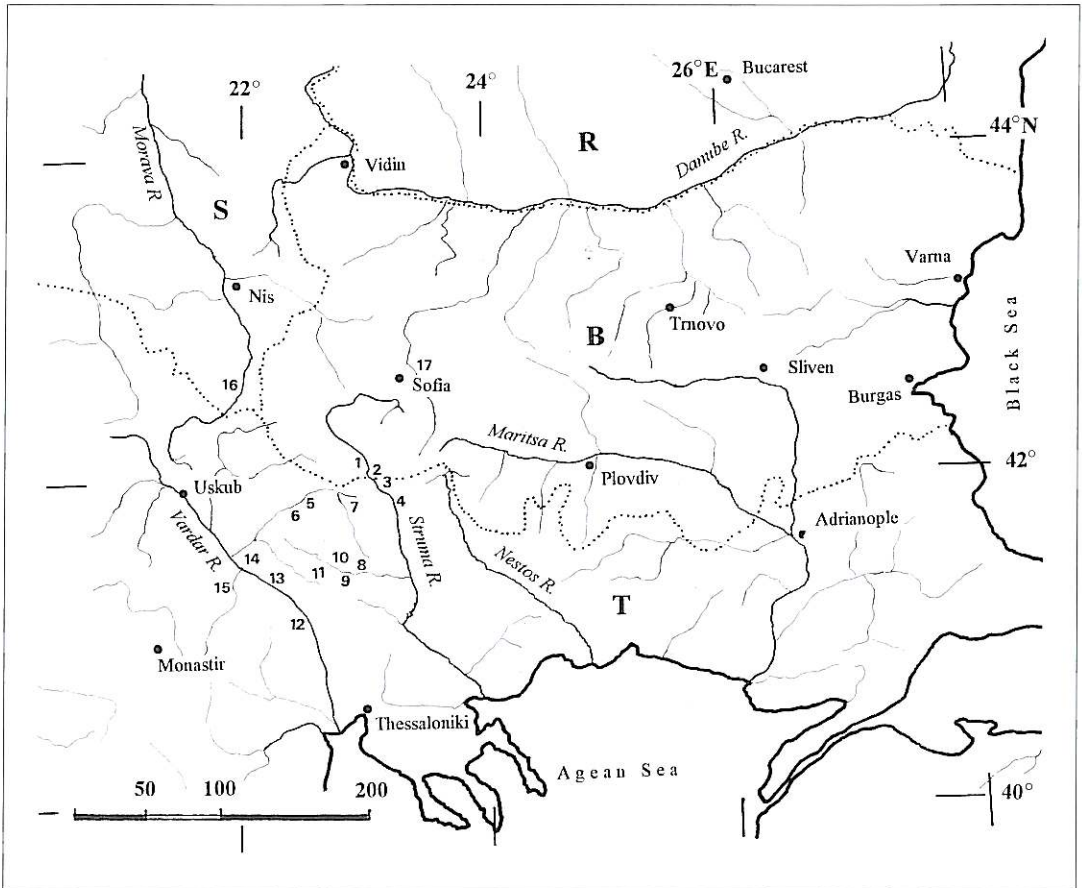 22°
24°
26°E
Bucarest
44°N
Morava R
S
Vidin
R
Danube R.
Nis
Varna
Trnovo
B
Sliven
Burgas
Black Sea
16
17
Sofia
Maritsa R.
Plovdiv
42°
1
2
3
4
Uskub
5
6
7
Adrianople
Vardar R.
Struma R.
Nestos R.
14
13
15
10
8
11
9
12
T
Monastir
Thessaloniki
Agean Sea
50
100
200
40°